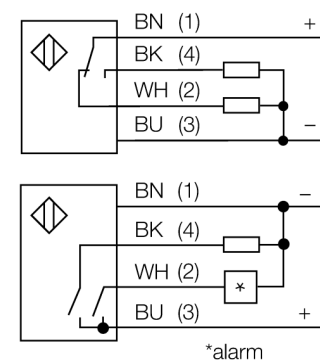 BN (1) +
BK (4)
WH (2)
BU (3) –
BN (1) –
BK (4)
WH (2)
*
BU (3) +
*alarm